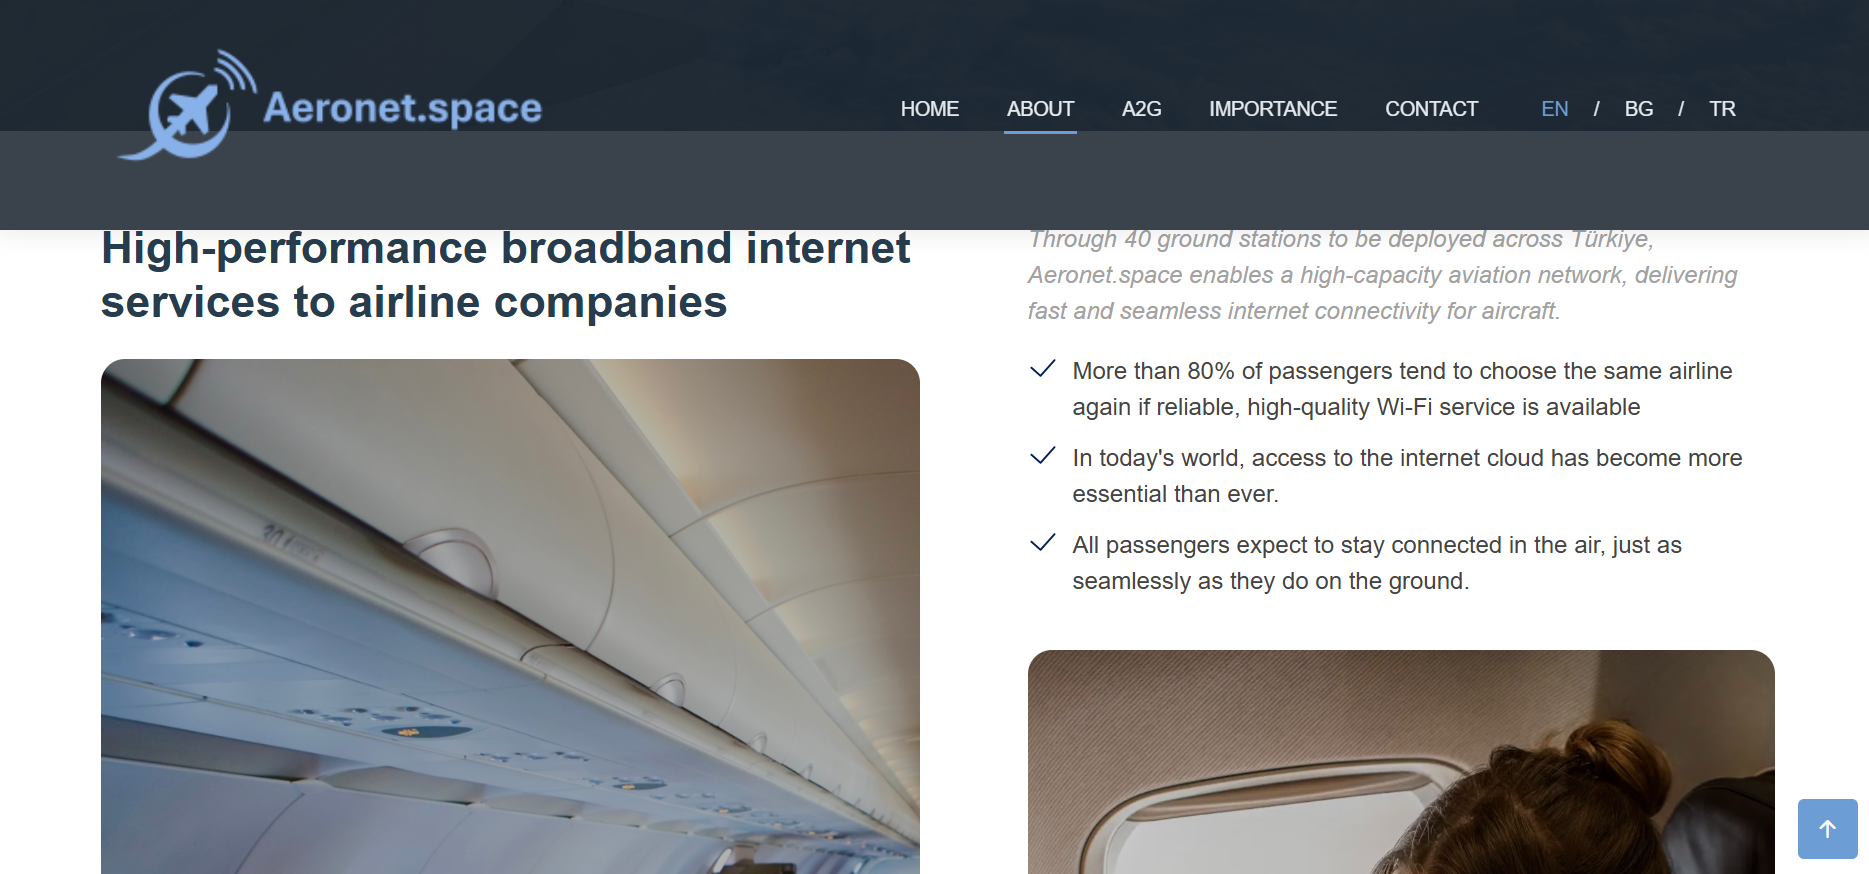 Aeronet.space
HOME ABOUT A2G IMPORTANCE CONTACT EN / BG / TR
High-performance broadband internet
services to airline companies
Through 40 ground stations to be deployed across Türkiye,
Aeronet.space enables a high-capacity aviation network, delivering
fast and seamless internet connectivity for aircraft.
More than 80% of passengers tend to choose the same airline
again if reliable, high-quality Wi-Fi service is available
In today's world, access to the internet cloud has become more
essential than ever.
All passengers expect to stay connected in the air, just as
seamlessly as they do on the ground.